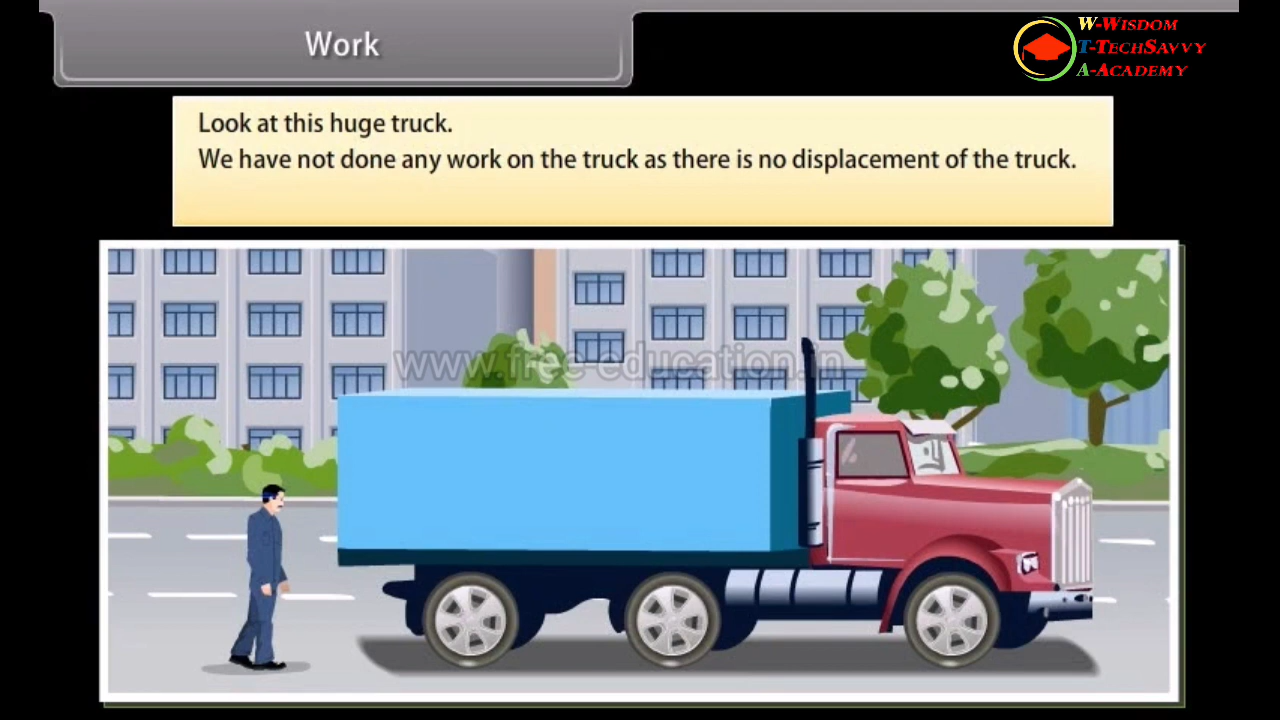 Work
W-Wisdom
T-TechSavvy
A-Academy
Look at this huge truck.
We have not done any work on the truck as there is no displacement of the truck.
www.free-education.in